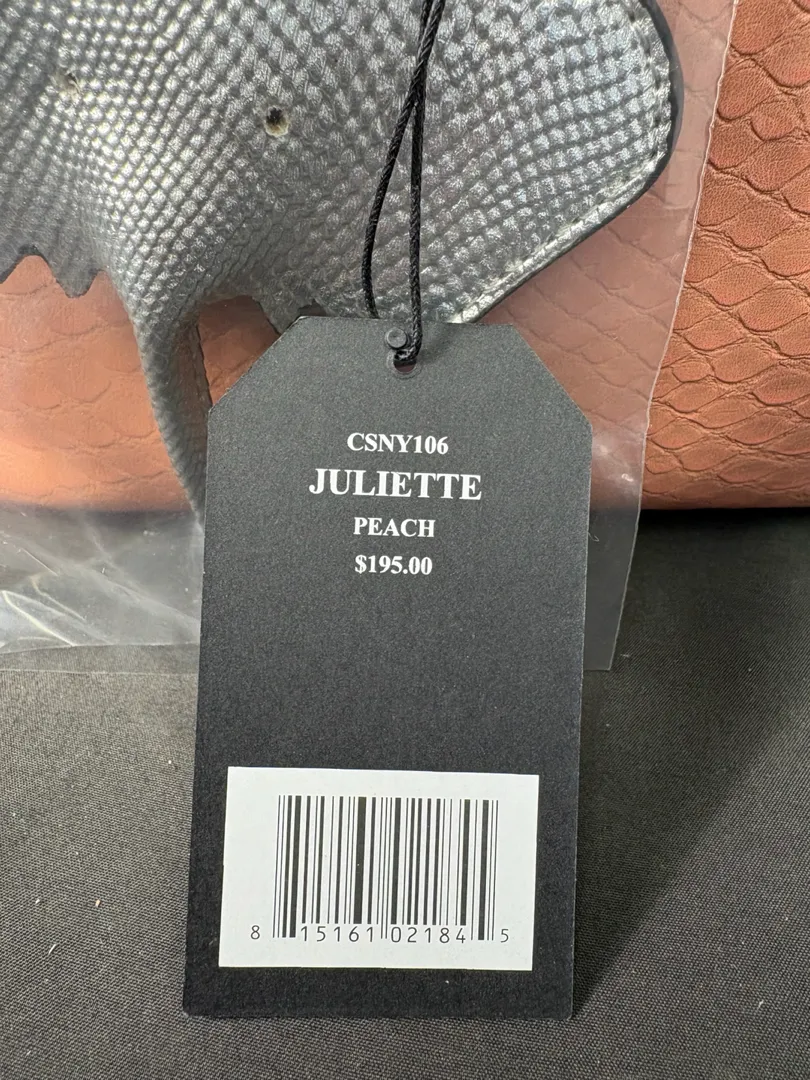 CSNY106
JULIETTE
PEACH
$195.00
8 15161 02184 5